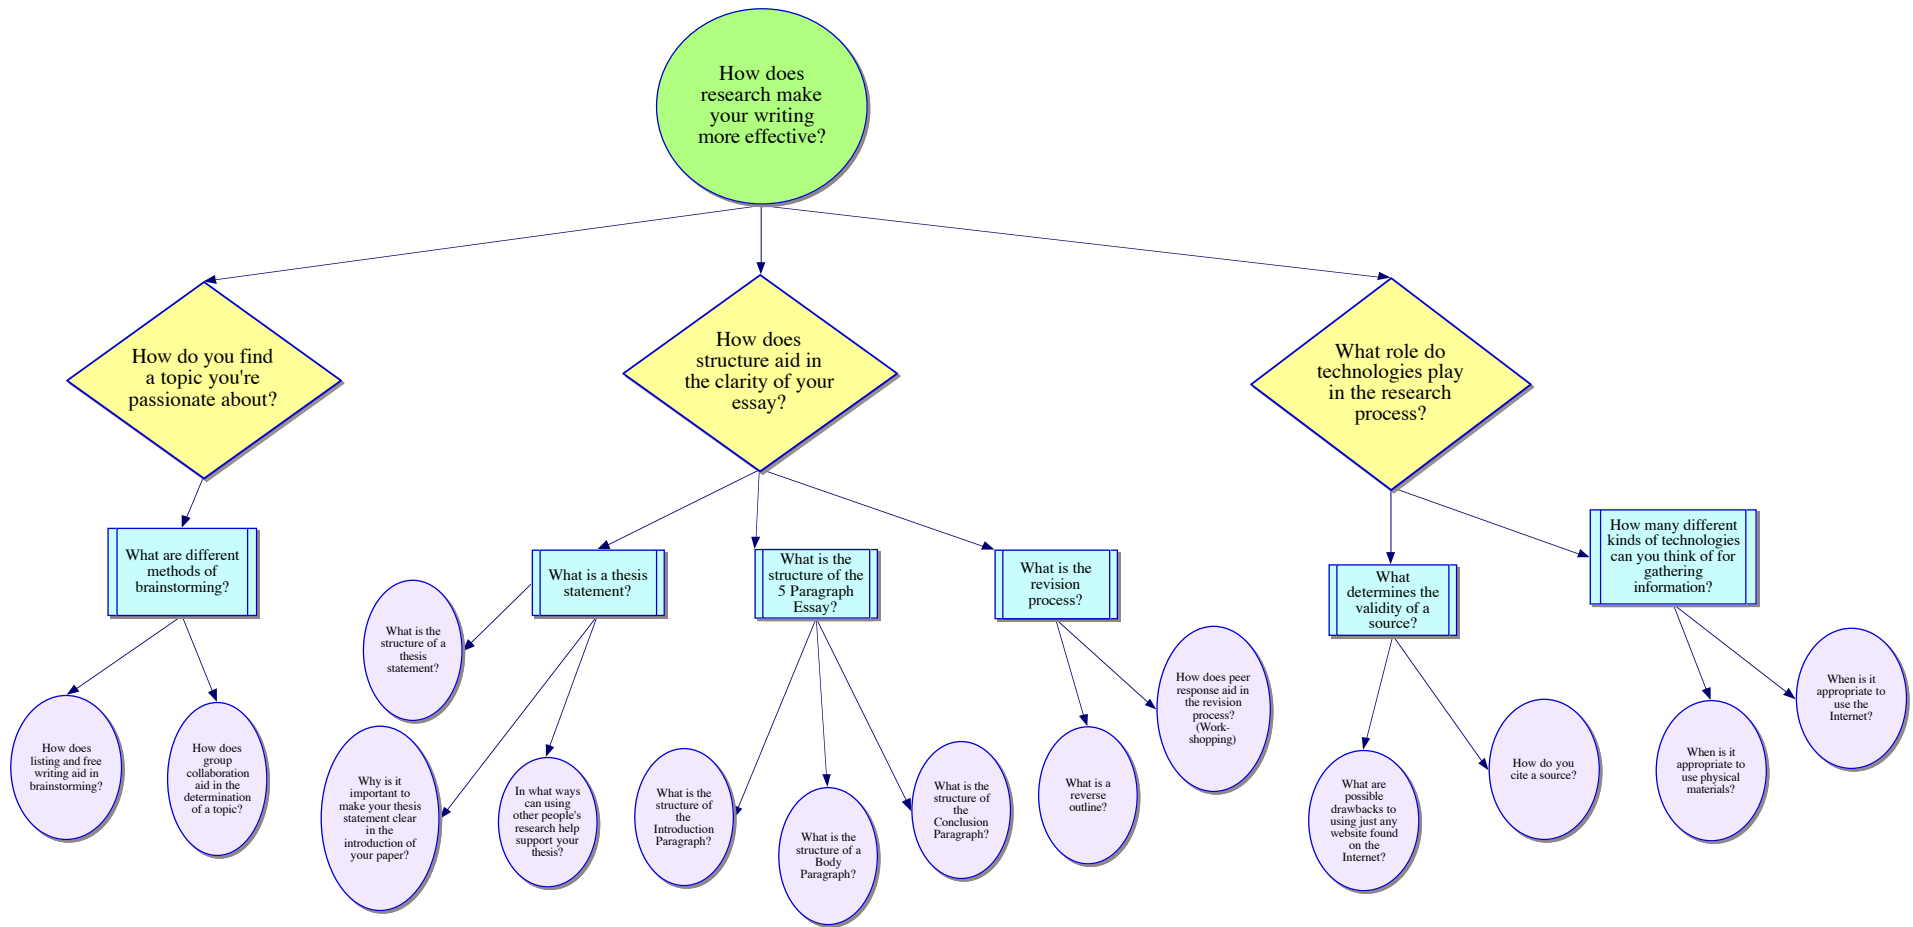 How does
research make
your writing
more effective?
How do you find
a topic you're
passionate about?
How does
structure aid in
the clarity of your
essay?
What role do
technologies play
in the research
process?
What are different
methods of
brainstorming?
What is a thesis
statement?
What is the
structure of the
5 Paragraph
Essay?
What is the
revision
process?
What
determines the
validity of a
source?
How many different
kinds of technologies
can you think of for
gathering
information?
How does
listing and free
writing aid in
brainstorming?
How does
group
collaboration
aid in the
determination
of a topic?
What is the
structure of a
thesis
statement?
Why is it
important to
make your thesis
statement clear
in the
introduction of
your paper?
In what ways
can using
other people's
research help
support your
thesis?
What is the
structure of
the
Introduction
Paragraph?
What is the
structure of a
Body
Paragraph?
What is the
structure of
the
Conclusion
Paragraph?
What is a
reverse
outline?
How does peer
response aid in
the revision
process?
(Work-
shopping)
What are
possible
drawbacks to
using just any
website found
on the
Internet?
How do you
cite a source?
When is it
appropriate to
use physical
materials?
When is it
appropriate to
use the
Internet?